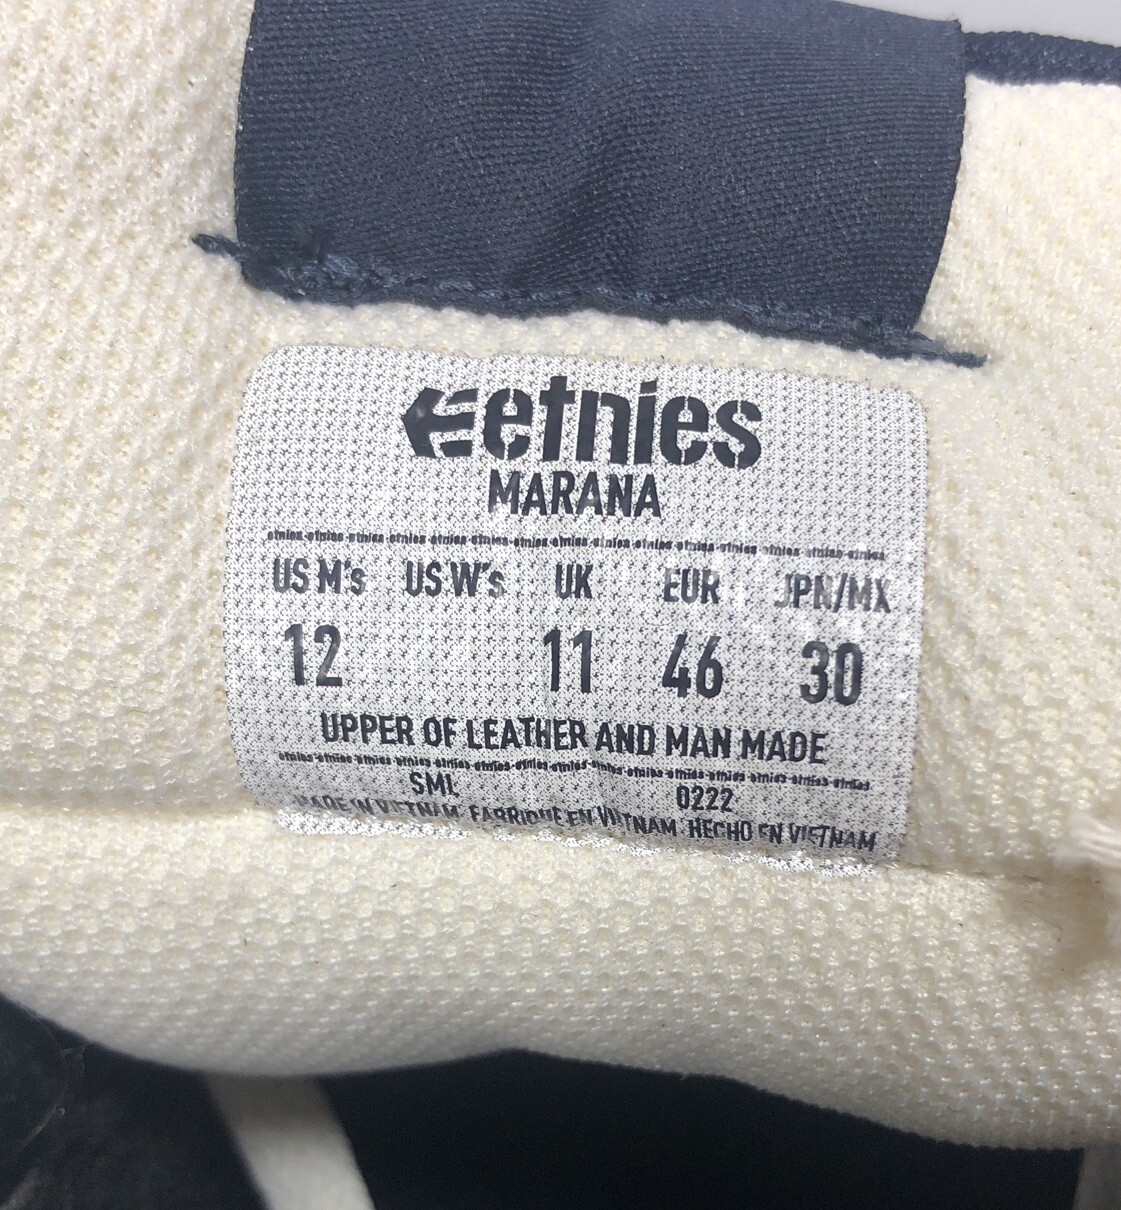 etnies
MARANA
US M's US W's UK EUR JPN/MX
12 11 46 30
UPPER OF LEATHER AND MAN MADE
SML 0222
MADE IN VIETNAM FABRIQUE EN VIETNAM HECHO EN VIETNAM